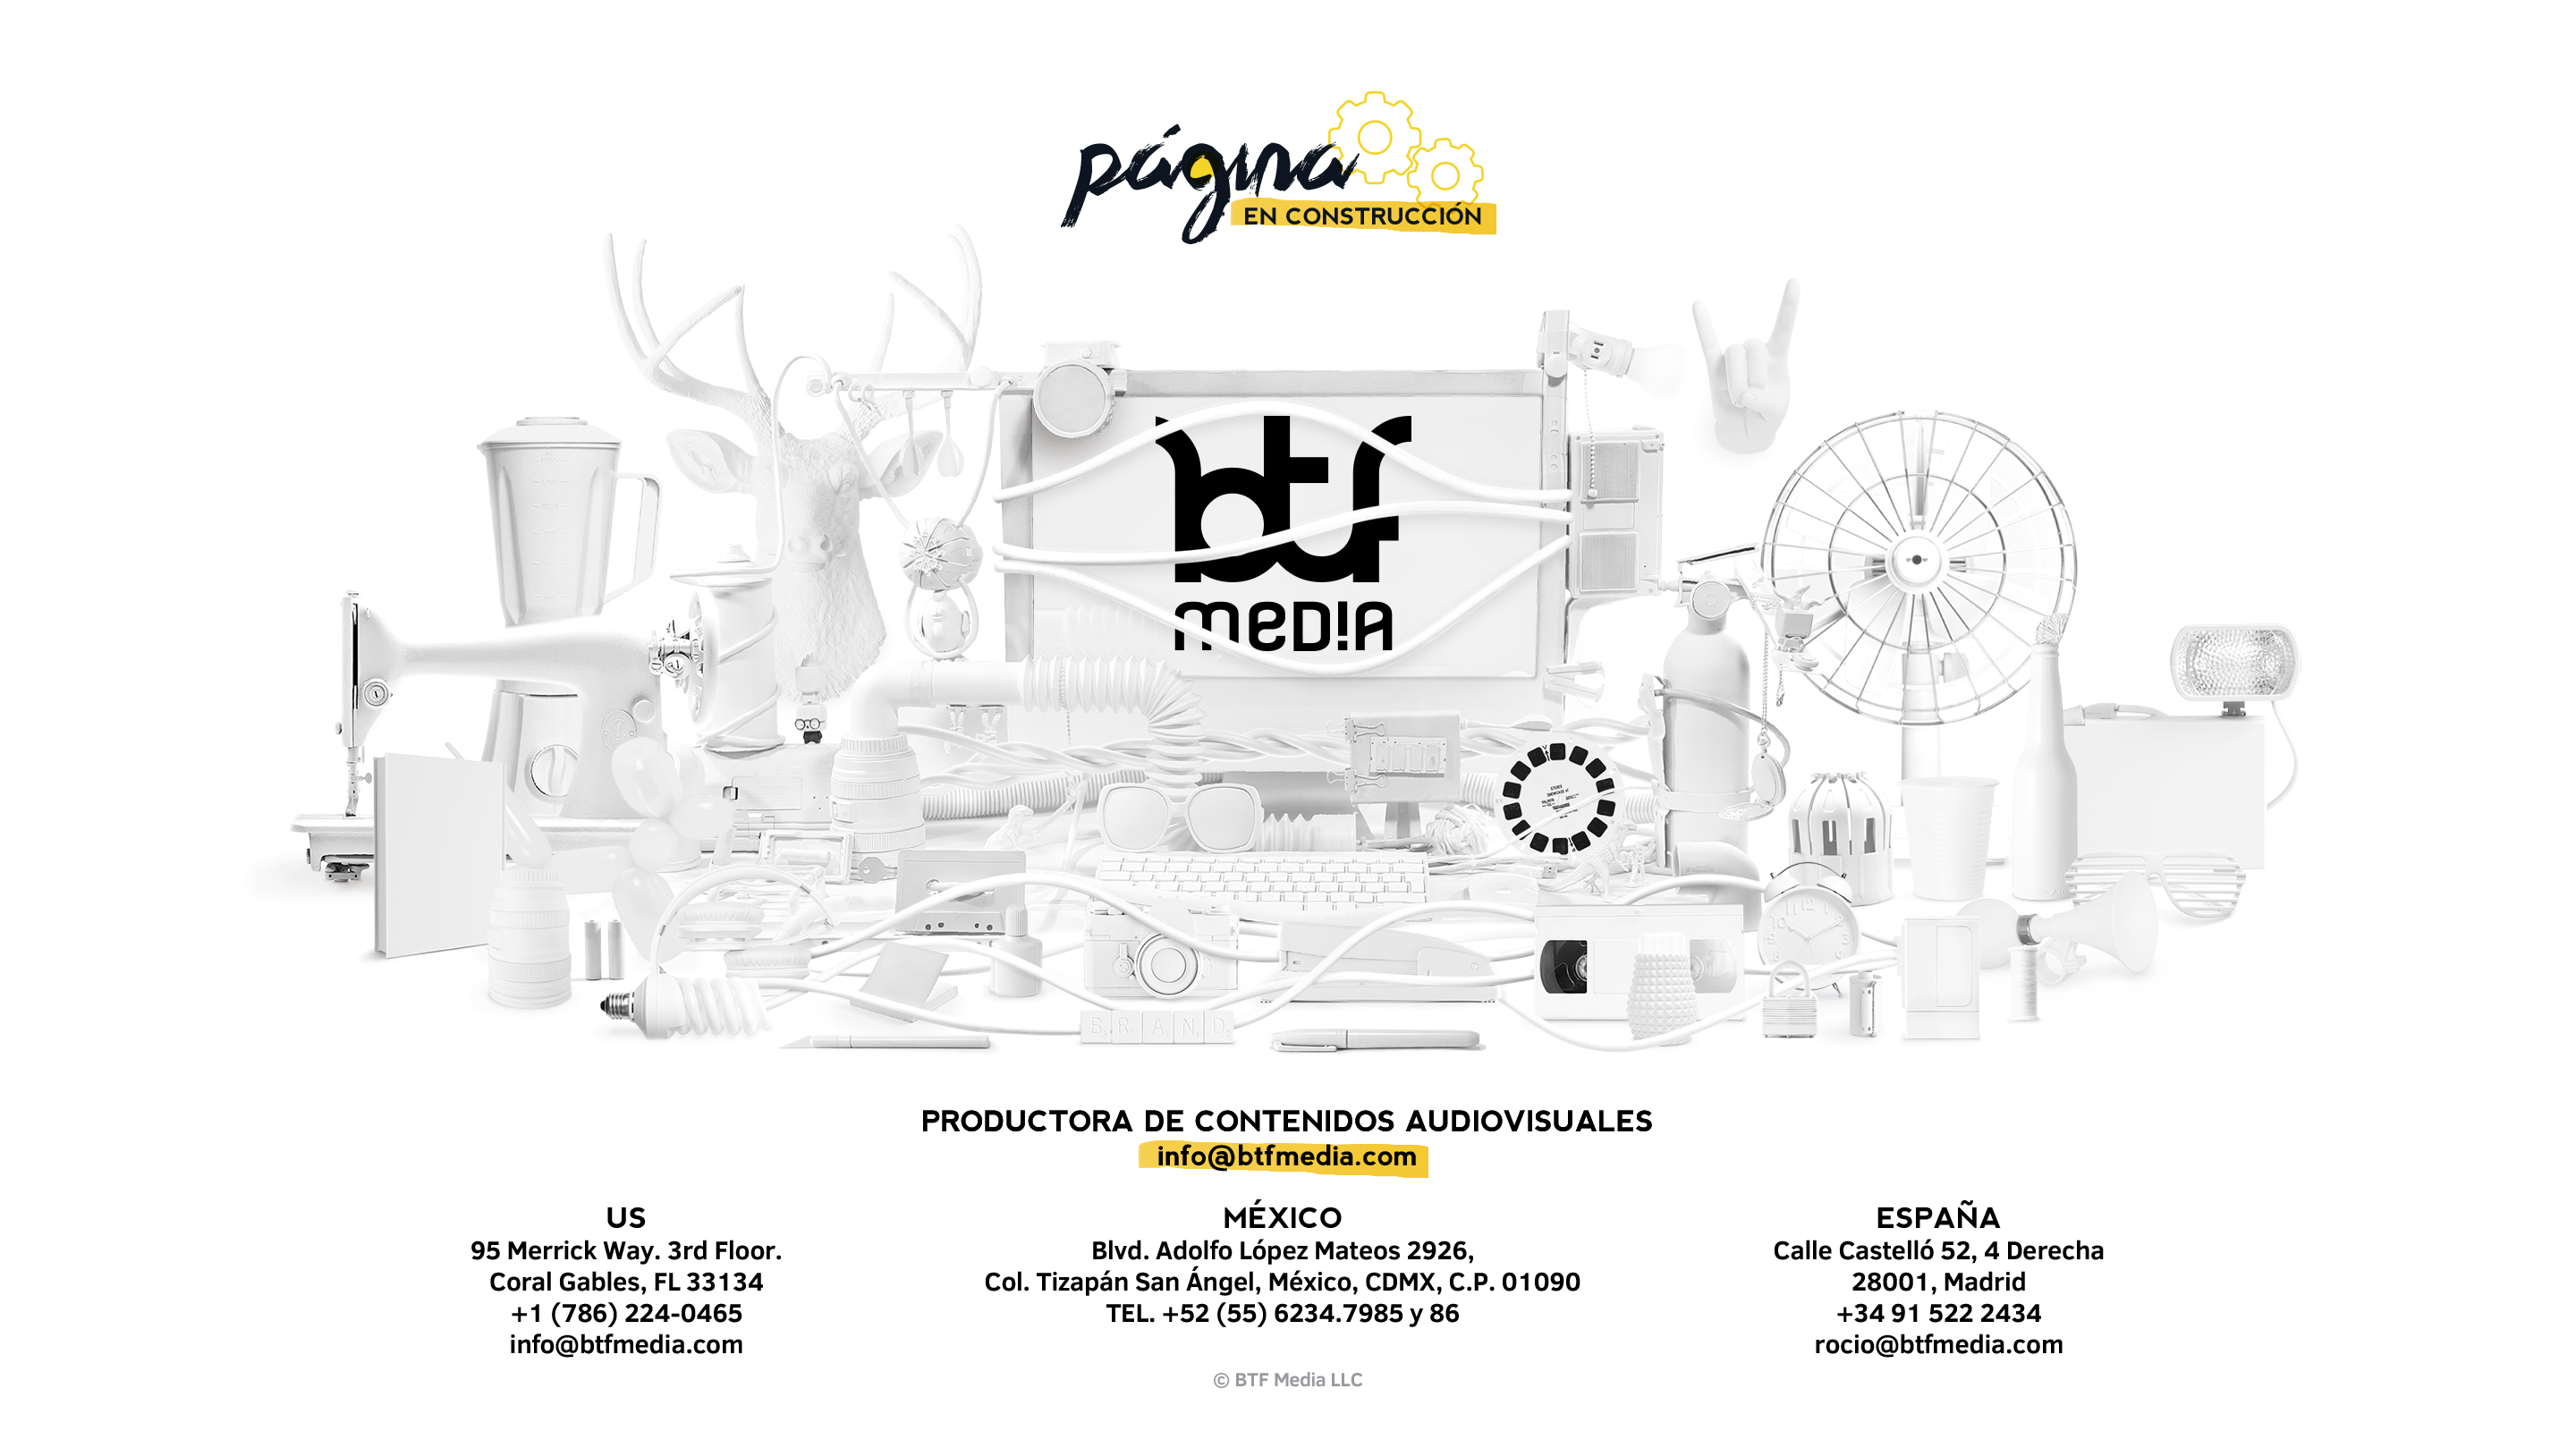 página
EN CONSTRUCCIÓN
btf
MEDIA
BRAND
PRODUCTORA DE CONTENIDOS AUDIOVISUALES
info@btfmedia.com
US
95 Merrick Way. 3rd Floor.
Coral Gables, FL 33134
+1 (786) 224-0465
info@btfmedia.com
MÉXICO
Blvd. Adolfo López Mateos 2926,
Col. Tizapán San Ángel, México, CDMX, C.P. 01090
TEL. +52 (55) 6234.7985 y 86
ESPAÑA
Calle Castelló 52, 4 Derecha
28001, Madrid
+34 91 522 2434
rocio@btfmedia.com
© BTF Media LLC